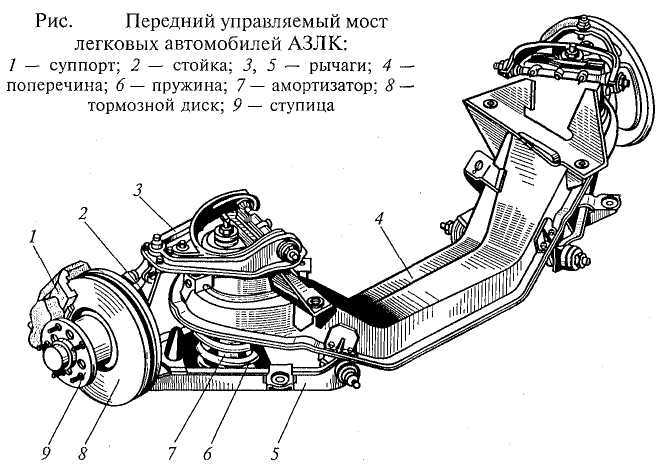 Рис. Передний управляемый мост
легковых автомобилей АЗЛК:
1 — суппорт; 2 — стойка; 3, 5 — рычаги; 4 —
поперечина; 6 — пружина; 7 — амортизатор; 8 —
тормозной диск; 9 — ступица
3
2
1
4
9
8
7
6
5